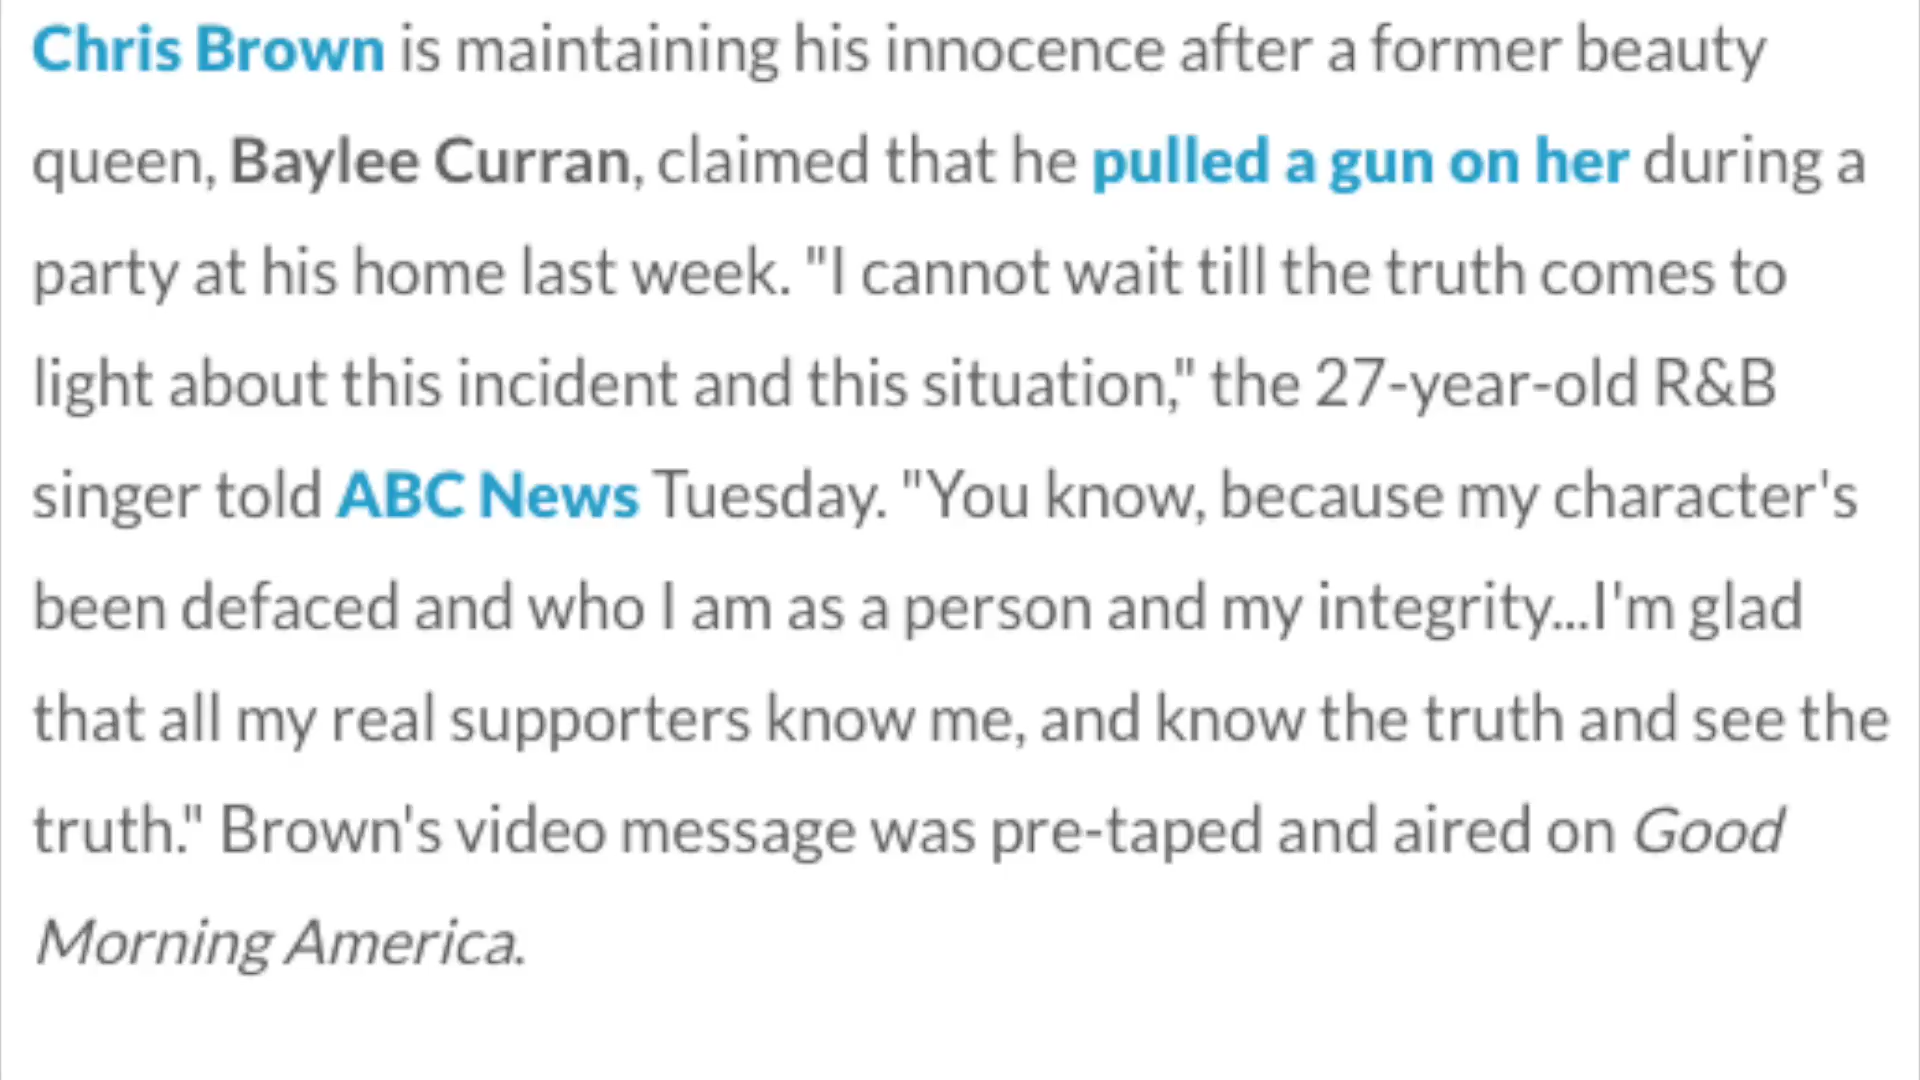 Chris Brown is maintaining his innocence after a former beauty
queen, Baylee Curran, claimed that he pulled a gun on her during a
party at his home last week. "I cannot wait till the truth comes to
light about this incident and this situation," the 27-year-old R&B
singer told ABC News Tuesday. "You know, because my character's
been defaced and who I am as a person and my integrity...I'm glad
that all my real supporters know me, and know the truth and see the
truth." Brown's video message was pre-taped and aired on Good
Morning America.